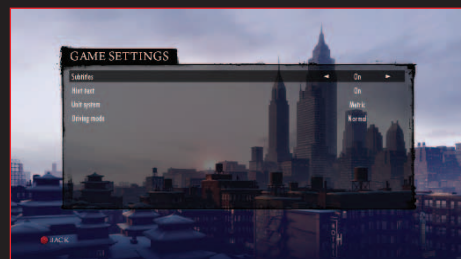 GAME SETTINGS
Subtitles ◄ On ►
Hint text On
Unit system Metric
Driving mode Normal
BACK